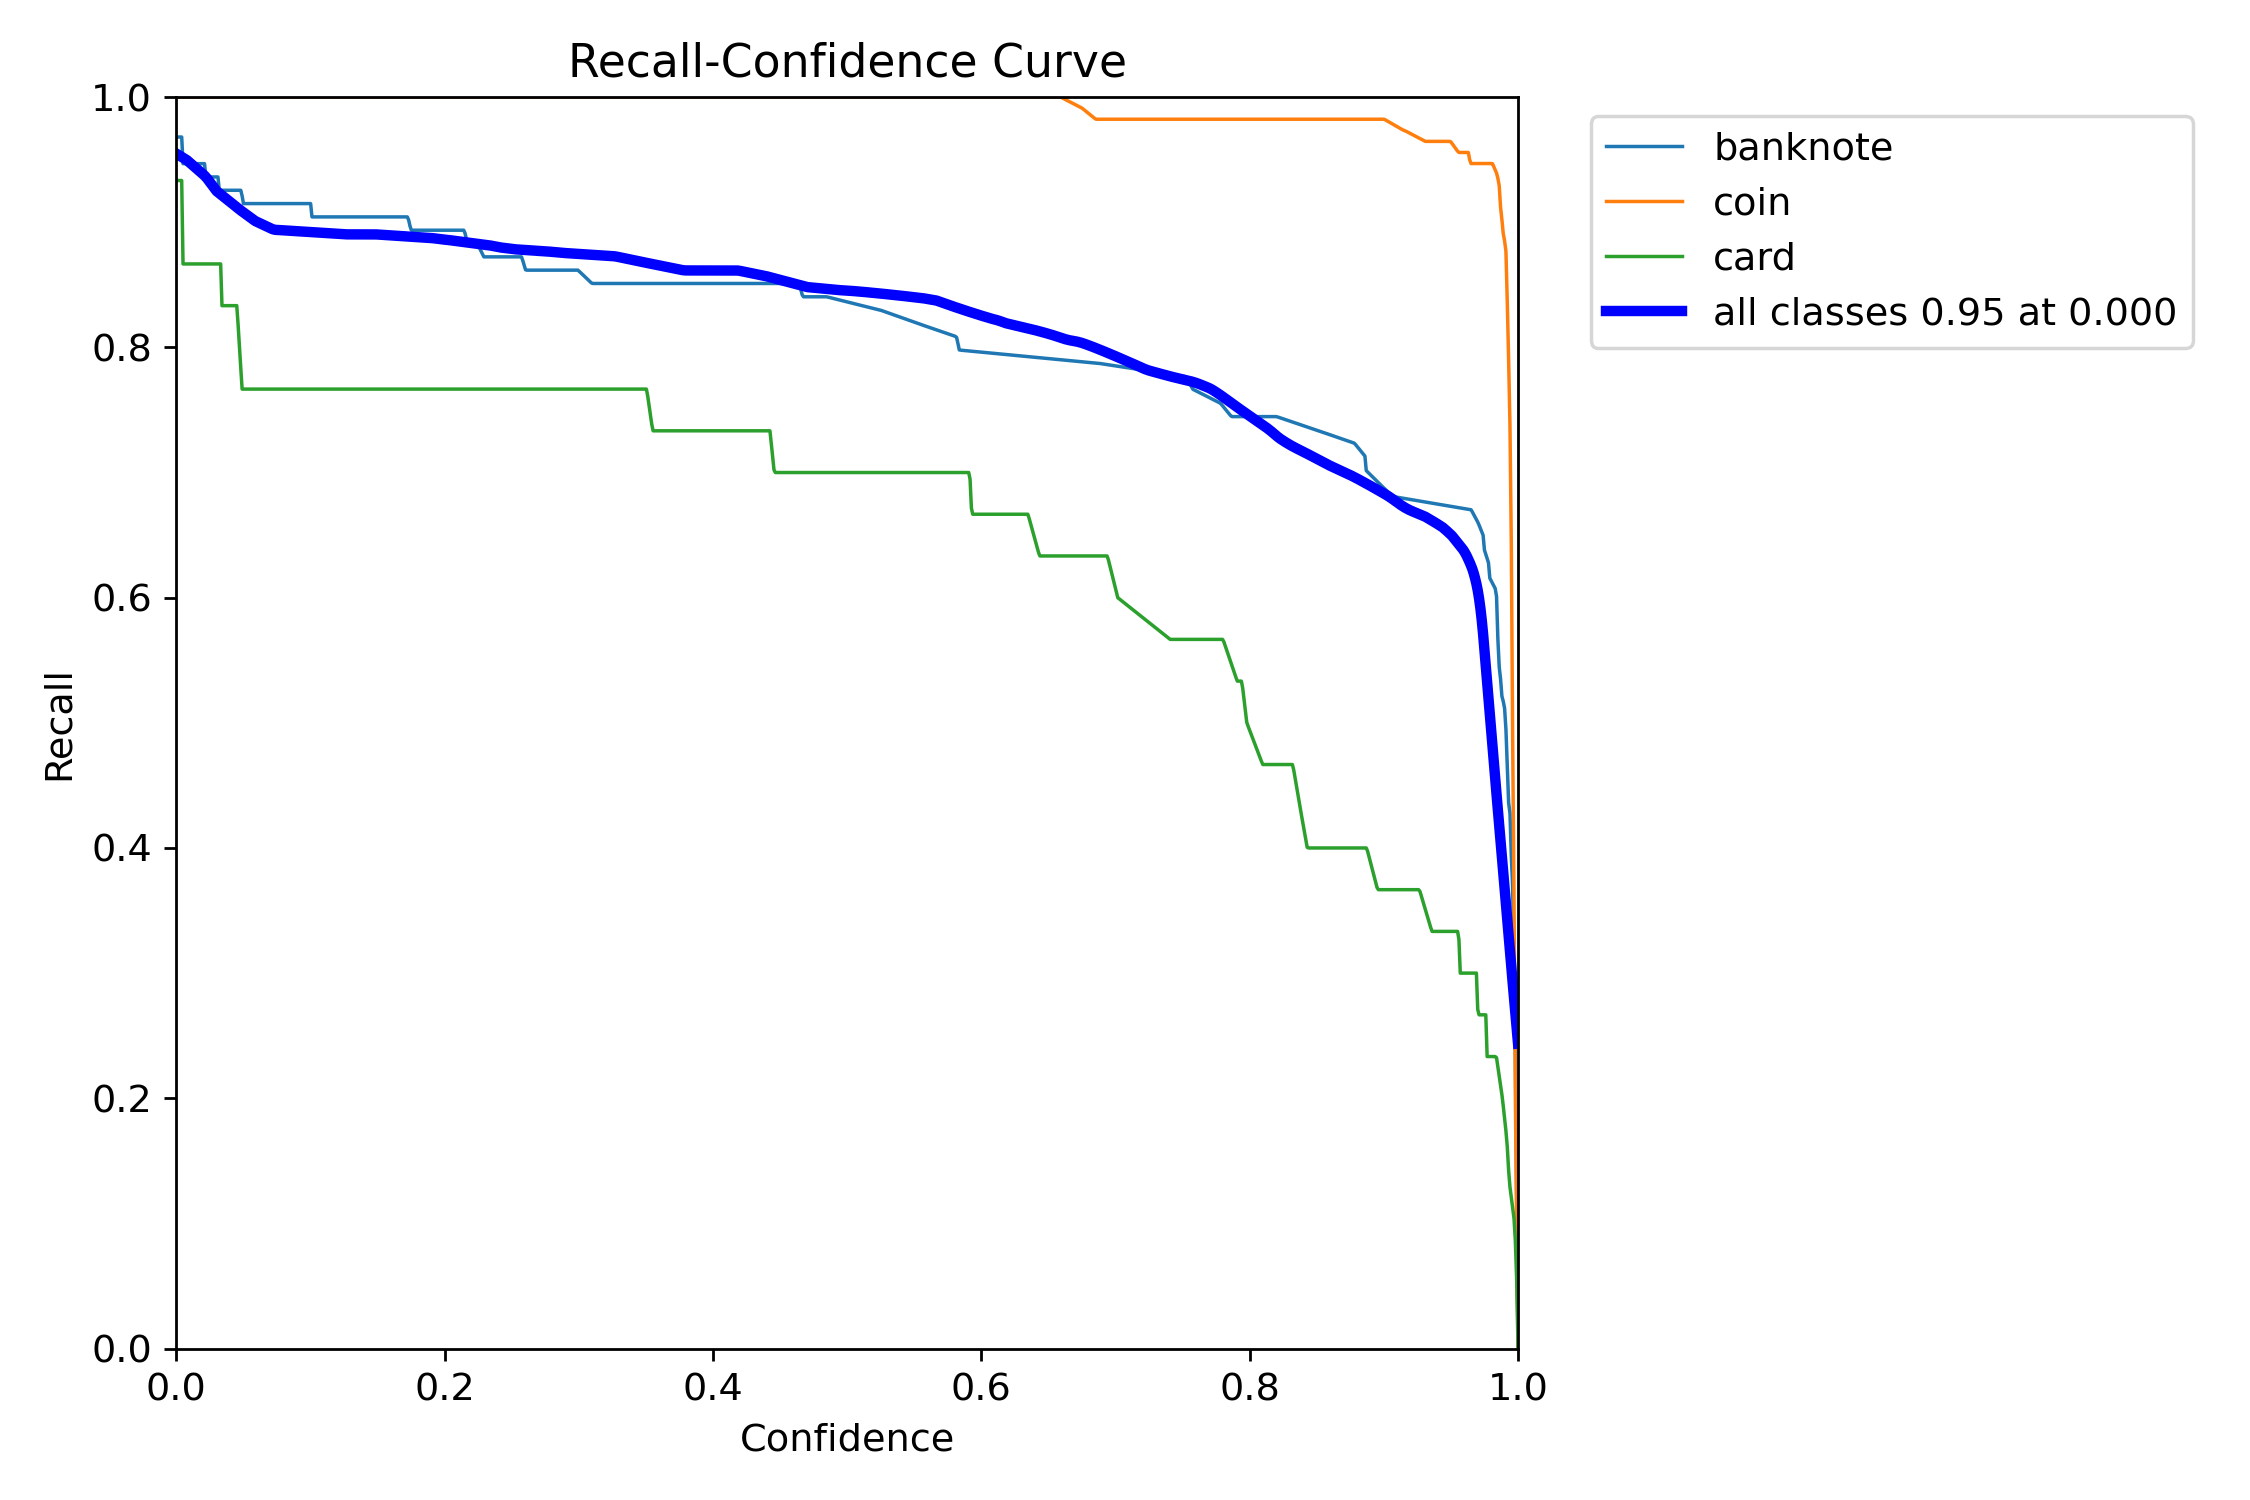 Recall-Confidence Curve
1.0
0.8
0.6
0.4
0.2
0.0
Recall
0.0 0.2 0.4 0.6 0.8 1.0
Confidence
banknote
coin
card
all classes 0.95 at 0.000